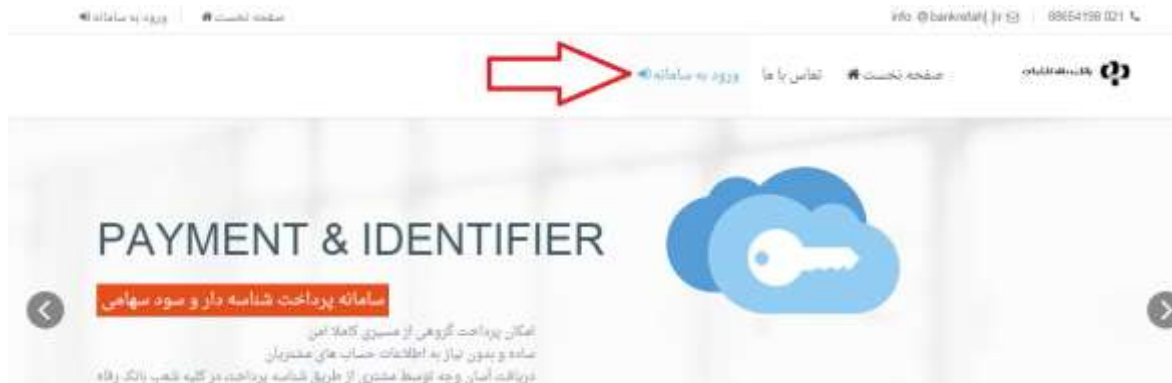 صفحه نخست ورود به سامانه
88654198 021 info @bankrefah[.]ir
صفحه نخست تماس با ما ورود به سامانه
PAYMENT & IDENTIFIER
سامانه پرداخت شناسه دار و سود سهامی
امکان پرداخت گروهی از مسیری کاملا امن
ساده و بدون نیاز به اطلاعات حساب های مشتریان
دریافت آسان وجه توسط مشتری از طریق شناسه پرداخت در کلیه شعب بانک رفاه